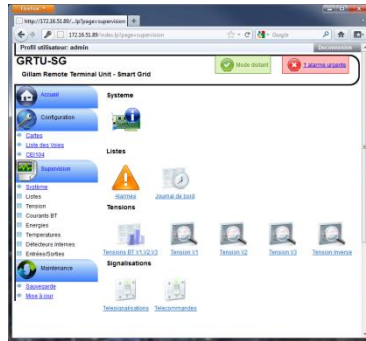 Firefox
http://172.16.51.89/...lp?page=supervision
172.16.51.89/index.lp?page=supervision
Google
Profil utilisateur: admin
Deconnexion
GRTU-SG
Gillam Remote Terminal Unit - Smart Grid
Mode distant
1 alarme urgente
Accueil
Configuration
Cartes
Liste des Voies
CEI104
Supervision
Système
Listes
Tension
Courants BT
Energies
Temperatures
Détecteurs internes
Entrées/Sorties
Maintenance
Sauvegarde
Mise à jour
Systeme
Listes
Alarmes
Journal de bord
Tensions
Tensions BT V1,V2,V3
Tension V1
Tension V2
Tension V3
Tension Inverse
Signalisations
Telesignalisations
Telecommandes